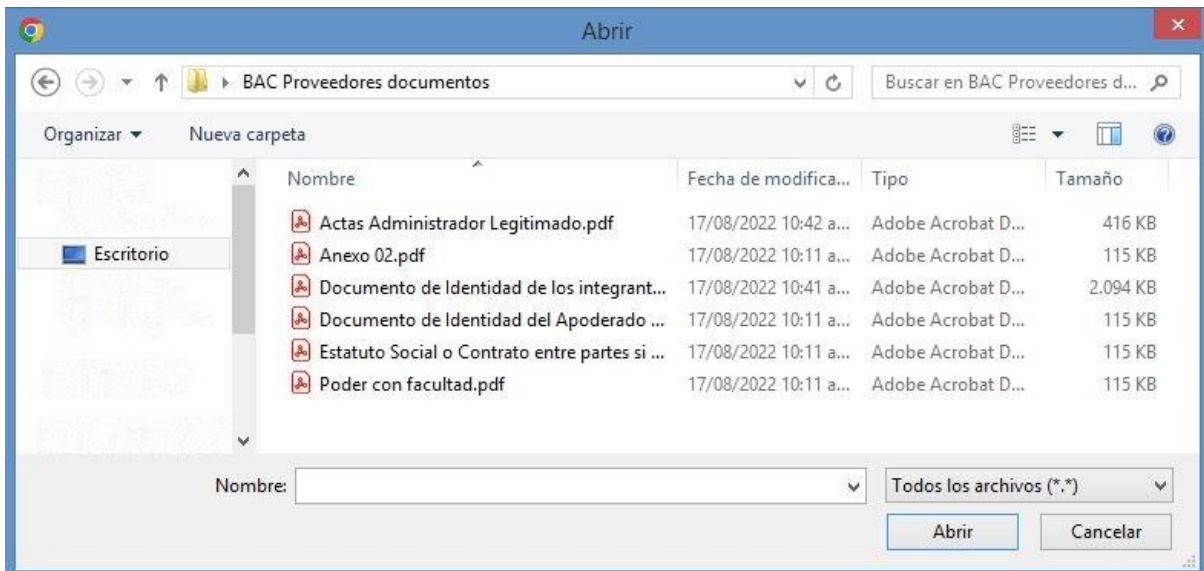 Abrir
BAC Proveedores documentos
Buscar en BAC Proveedores d...
Organizar
Nueva carpeta
Nombre Fecha de modifica... Tipo Tamaño
Actas Administrador Legitimado.pdf 17/08/2022 10:42 a... Adobe Acrobat D... 416 KB
Escritorio
Anexo 02.pdf 17/08/2022 10:11 a... Adobe Acrobat D... 115 KB
Documento de Identidad de los integrant... 17/08/2022 10:41 a... Adobe Acrobat D... 2.094 KB
Documento de Identidad del Apoderado ... 17/08/2022 10:11 a... Adobe Acrobat D... 115 KB
Estatuto Social o Contrato entre partes si ... 17/08/2022 10:11 a... Adobe Acrobat D... 115 KB
Poder con facultad.pdf 17/08/2022 10:11 a... Adobe Acrobat D... 115 KB
Nombre:
Todos los archivos (*.*)
Abrir
Cancelar